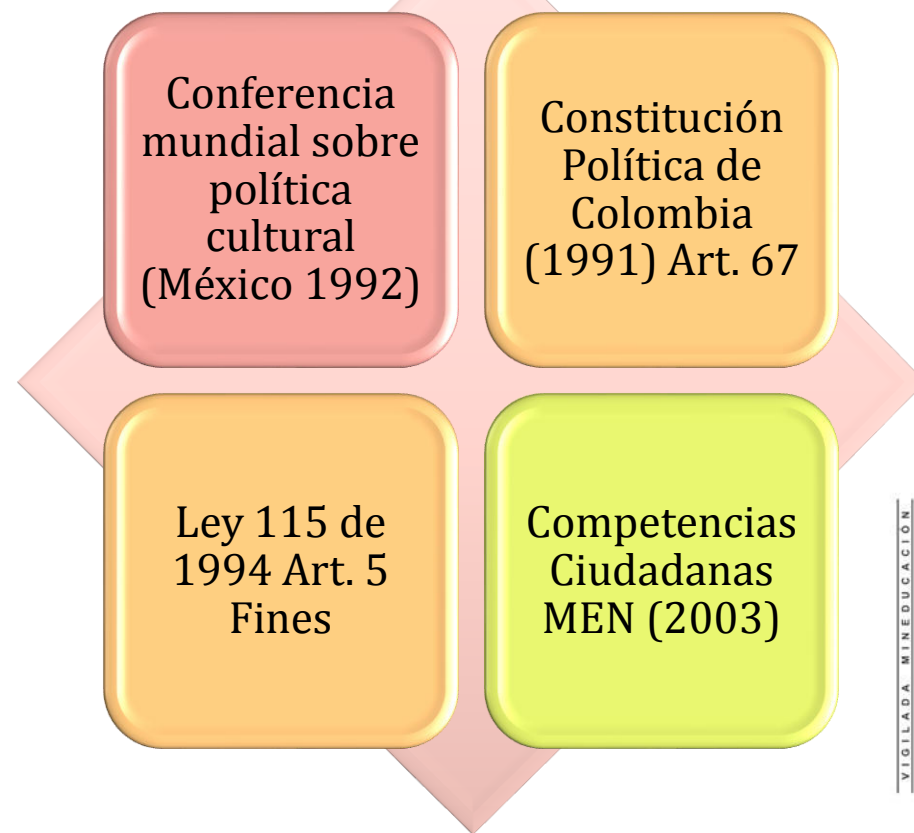 Conferencia
mundial sobre
política
cultural
(México 1992)
Constitución
Política de
Colombia
(1991) Art. 67
Ley 115 de
1994 Art. 5
Fines
Competencias
Ciudadanas
MEN (2003)
VIGILADA MINEDUCACIÓN